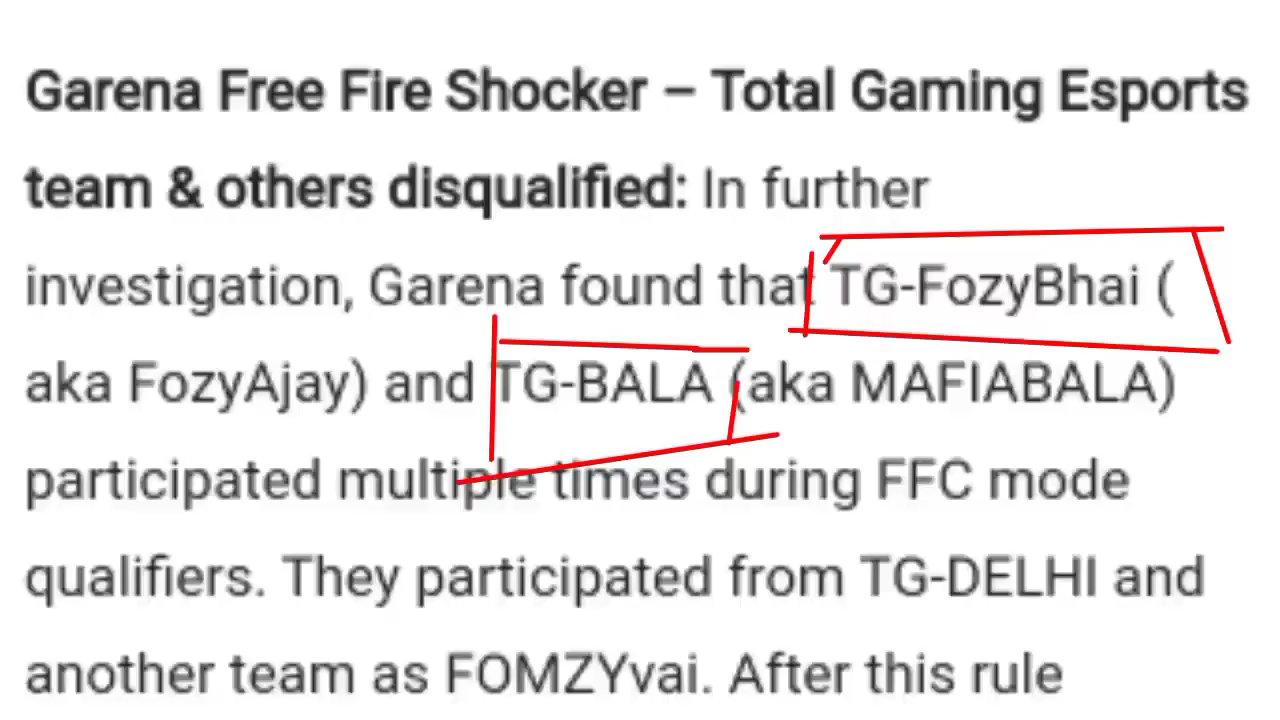 Garena Free Fire Shocker – Total Gaming Esports
team & others disqualified: In further
investigation, Garena found that TG-FozyBhai (
aka FozyAjay) and TG-BALA (aka MAFIABALA)
participated multiple times during FFC mode
qualifiers. They participated from TG-DELHI and
another team as FOMZYvai. After this rule